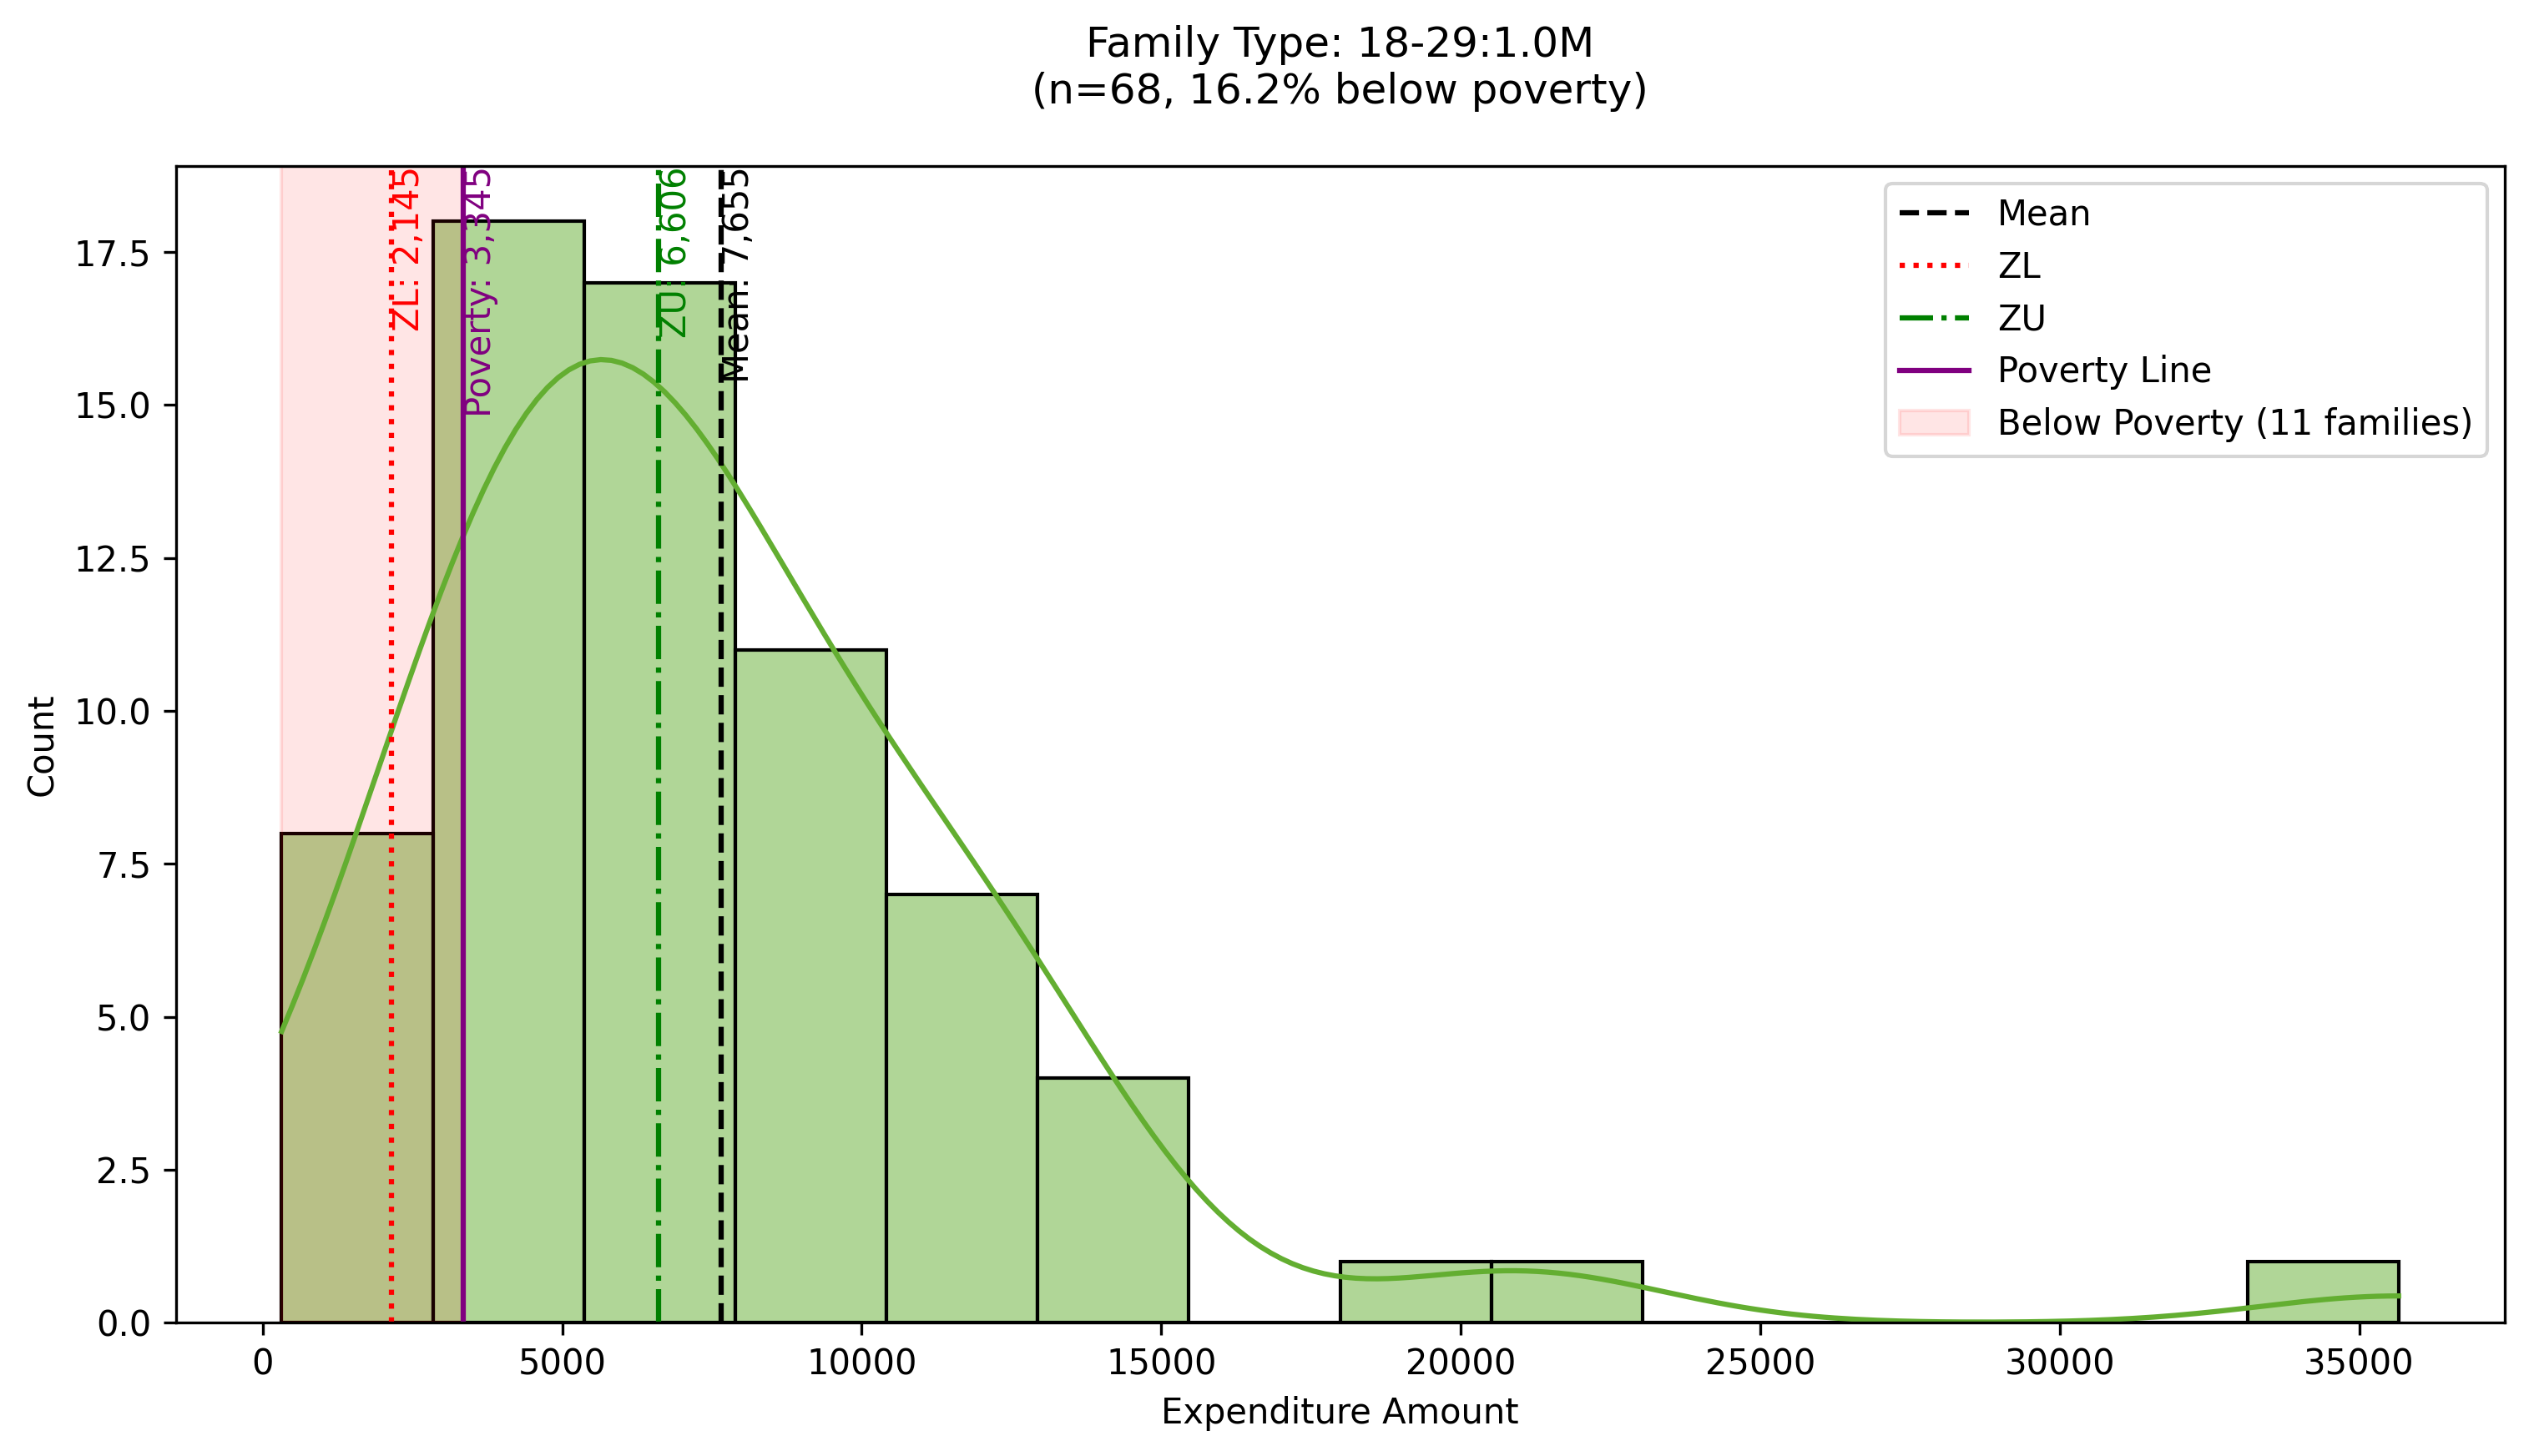 Family Type: 18-29:1.0M
(n=68, 16.2% below poverty)
ZL: 2,145
Poverty: 3,345
ZU: 6,606
Mean: 7,655
Mean
ZL
ZU
Poverty Line
Below Poverty (11 families)
Count
17.5
15.0
12.5
10.0
7.5
5.0
2.5
0.0
0
5000
10000
15000
20000
25000
30000
35000
Expenditure Amount